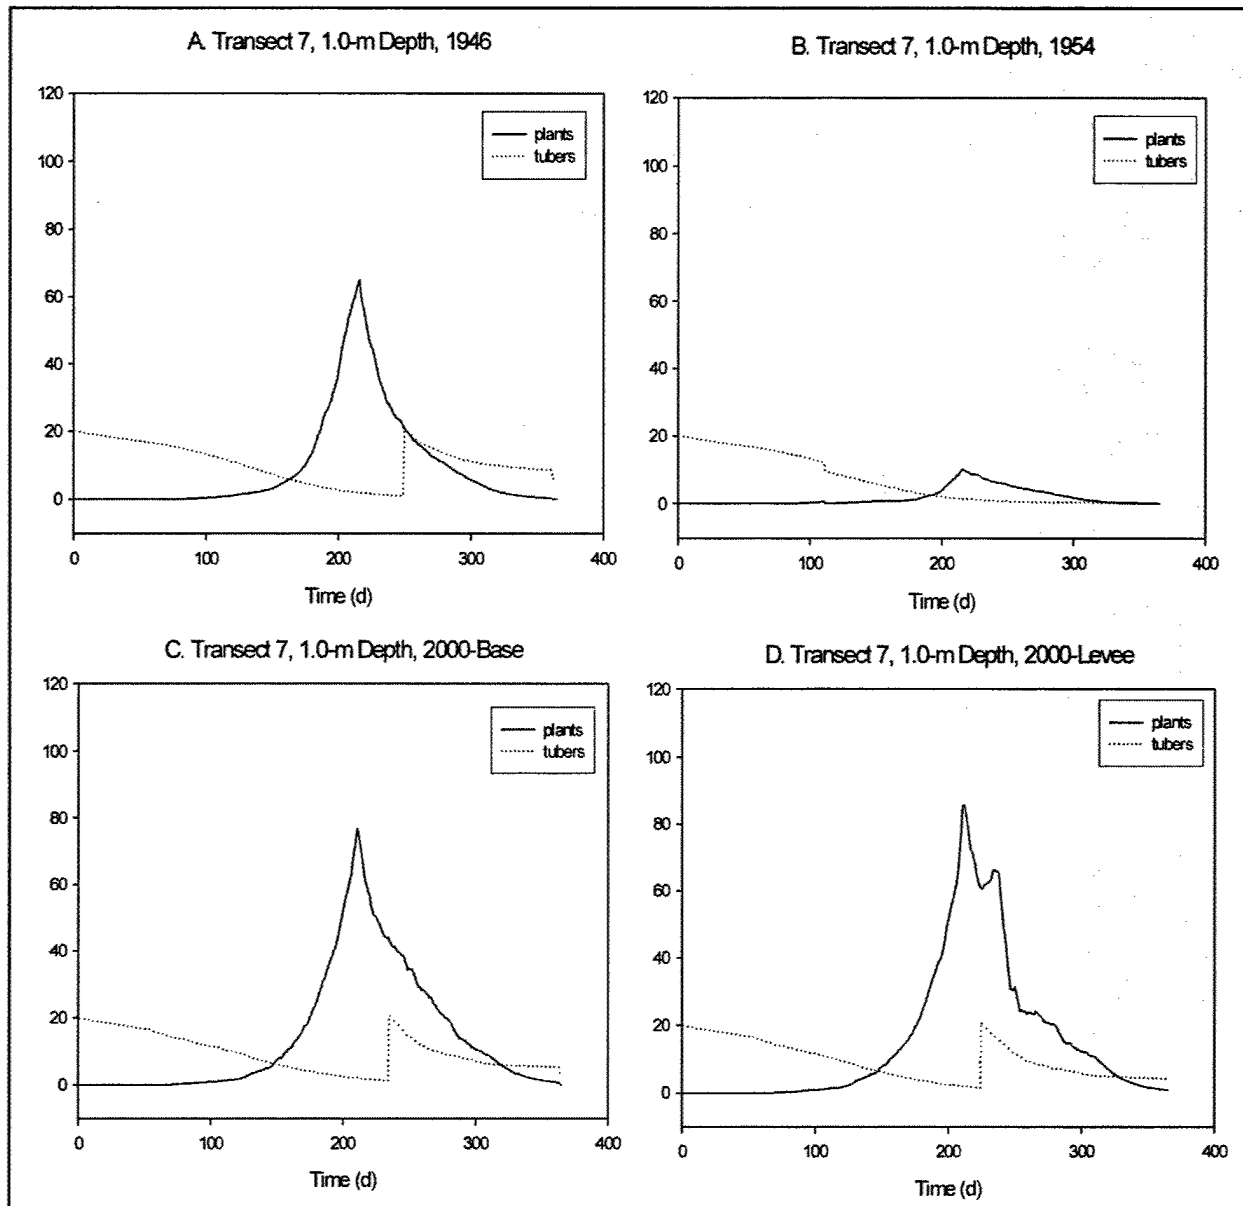 A. Transect 7, 1.0-m Depth, 1946
120
100
80
60
40
20
0
plants
tubers
0 100 200 300 400
Time (d)
B. Transect 7, 1.0-m Depth, 1954
120
100
80
60
40
20
0
plants
tubers
0 100 200 300 400
Time (d)
C. Transect 7, 1.0-m Depth, 2000-Base
120
100
80
60
40
20
0
plants
tubers
0 100 200 300 400
Time (d)
D. Transect 7, 1.0-m Depth, 2000-Levee
120
100
80
60
40
20
0
plants
tubers
0 100 200 300 400
Time (d)